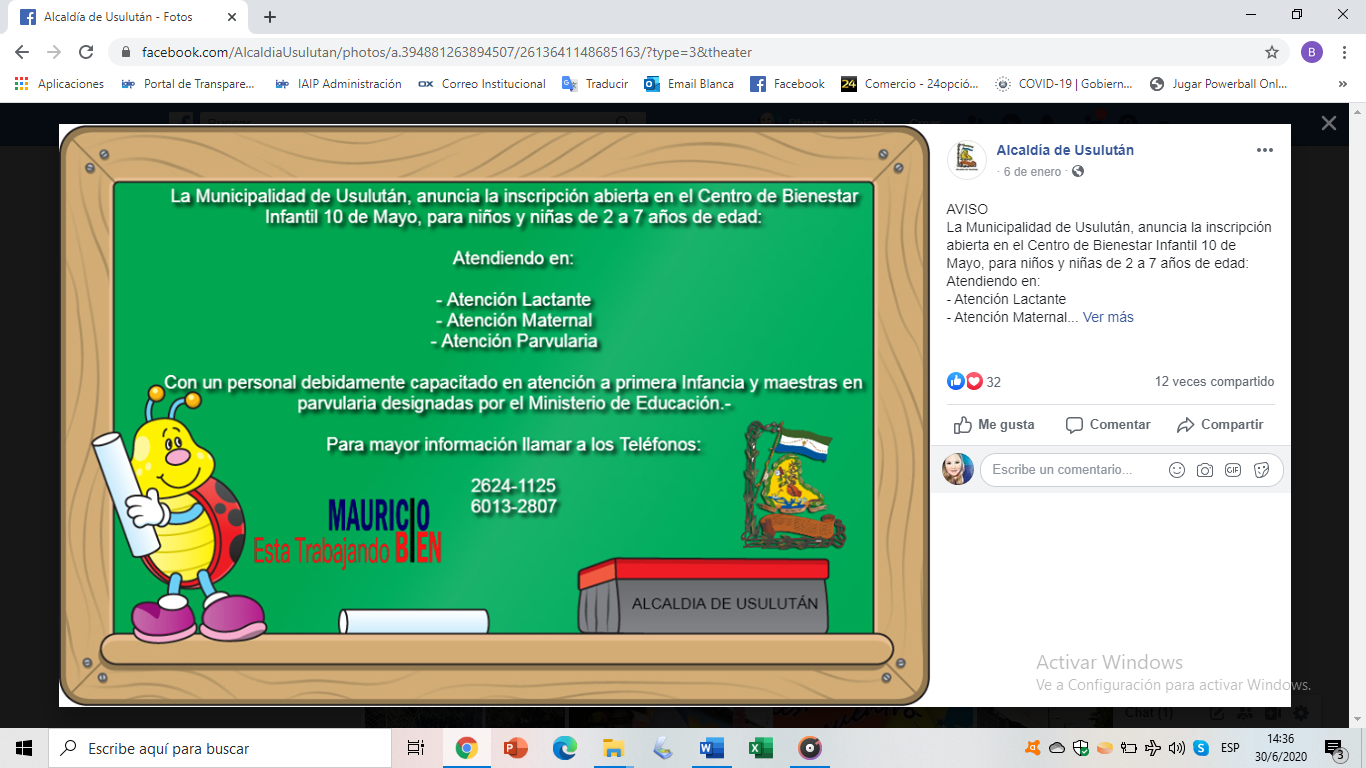 Alcaldía de Usulután - Fotos
facebook.com/AlcaldiaUsulutan/photos/a.394881263894507/2613641148685163/?type=3&theater
B
Aplicaciones
Portal de Transpare...
IAIP Administración
Correo Institucional
Traducir
Email Blanca
Facebook
24 Comercio - 24opció...
COVID-19 | Gobiern...
Jugar Powerball Onl...
»
La Municipalidad de Usulután, anuncia la inscripción abierta en el Centro de Bienestar
Infantil 10 de Mayo, para niños y niñas de 2 a 7 años de edad:
Atendiendo en:
- Atención Lactante
- Atención Maternal
- Atención Parvularia
Con un personal debidamente capacitado en atención a primera Infancia y maestras en
parvularia designadas por el Ministerio de Educación.-
Para mayor información llamar a los Teléfonos:
2624-1125
6013-2807
MAURICIO
Esta Trabajando BIEN
ALCALDIA DE USULUTÁN
Alcaldía de Usulután
· 6 de enero ·
AVISO
La Municipalidad de Usulután, anuncia la inscripción
abierta en el Centro de Bienestar Infantil 10 de
Mayo, para niños y niñas de 2 a 7 años de edad:
Atendiendo en:
- Atención Lactante
- Atención Maternal... Ver más
32
12 veces compartido
Me gusta
Comentar
Compartir
Escribe un comentario...
GIF
Activar Windows
Ve a Configuración para activar Windows.
Chat (1)
Escribe aquí para buscar
ESP
14:36
30/6/2020
3